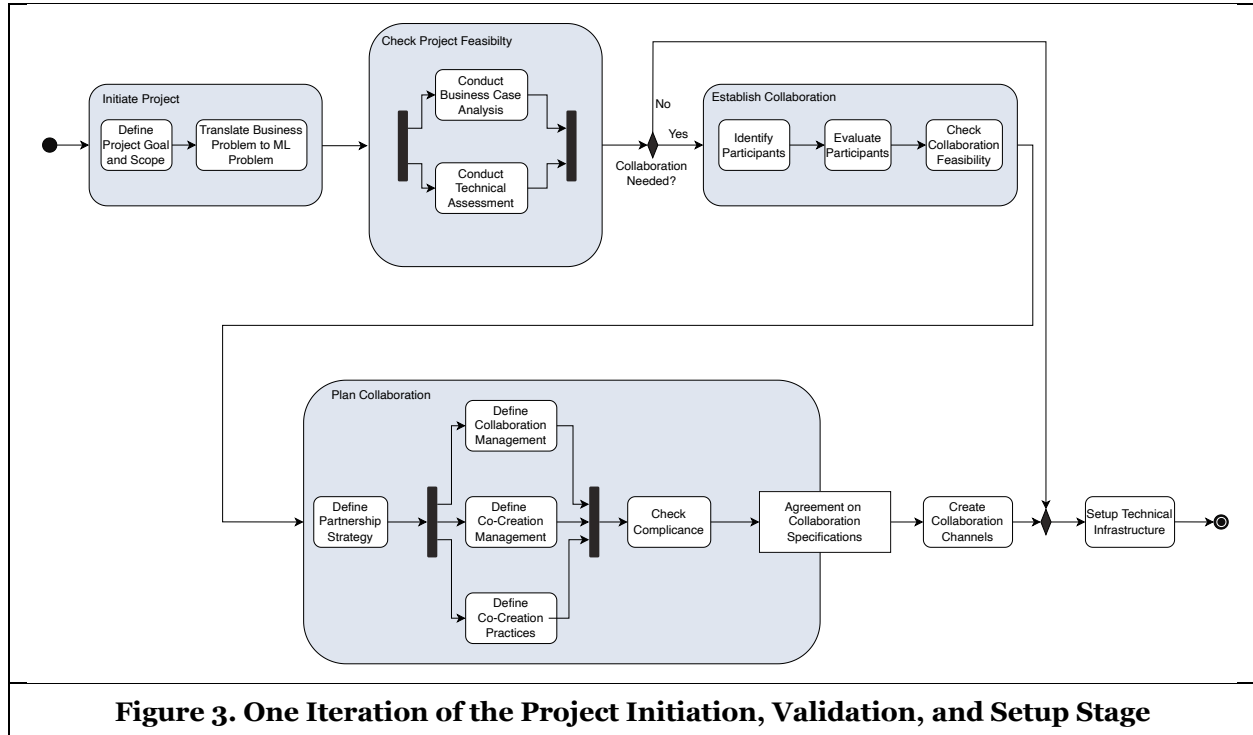 Initiate Project
Define
Project Goal
and Scope
Translate Business
Problem to ML
Problem
Check Project Feasibilty
Conduct
Business Case
Analysis
Conduct
Technical
Assessment
No
Yes
Collaboration
Needed?
Establish Collaboration
Identify
Participants
Evaluate
Participants
Check
Collaboration
Feasibility
Plan Collaboration
Define
Partnership
Strategy
Define
Collaboration
Management
Define
Co-Creation
Management
Define
Co-Creation
Practices
Check
Complicance
Agreement on
Collaboration
Specifications
Create
Collaboration
Channels
Setup Technical
Infrastructure
Figure 3. One Iteration of the Project Initiation, Validation, and Setup Stage